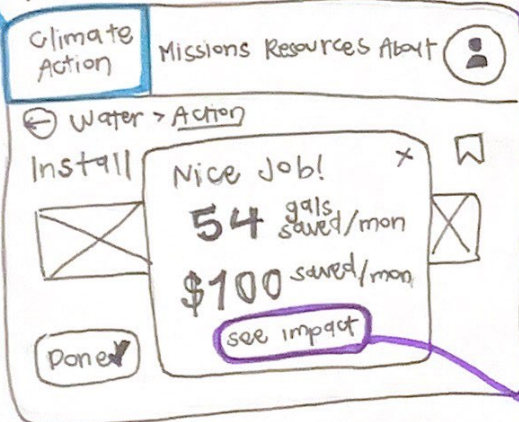 Climate
Action
Missions Resources About
Water > Action
Install
Nice Job!
x
54 gals
saved/mon
$100 saved/mon
see impact
Done